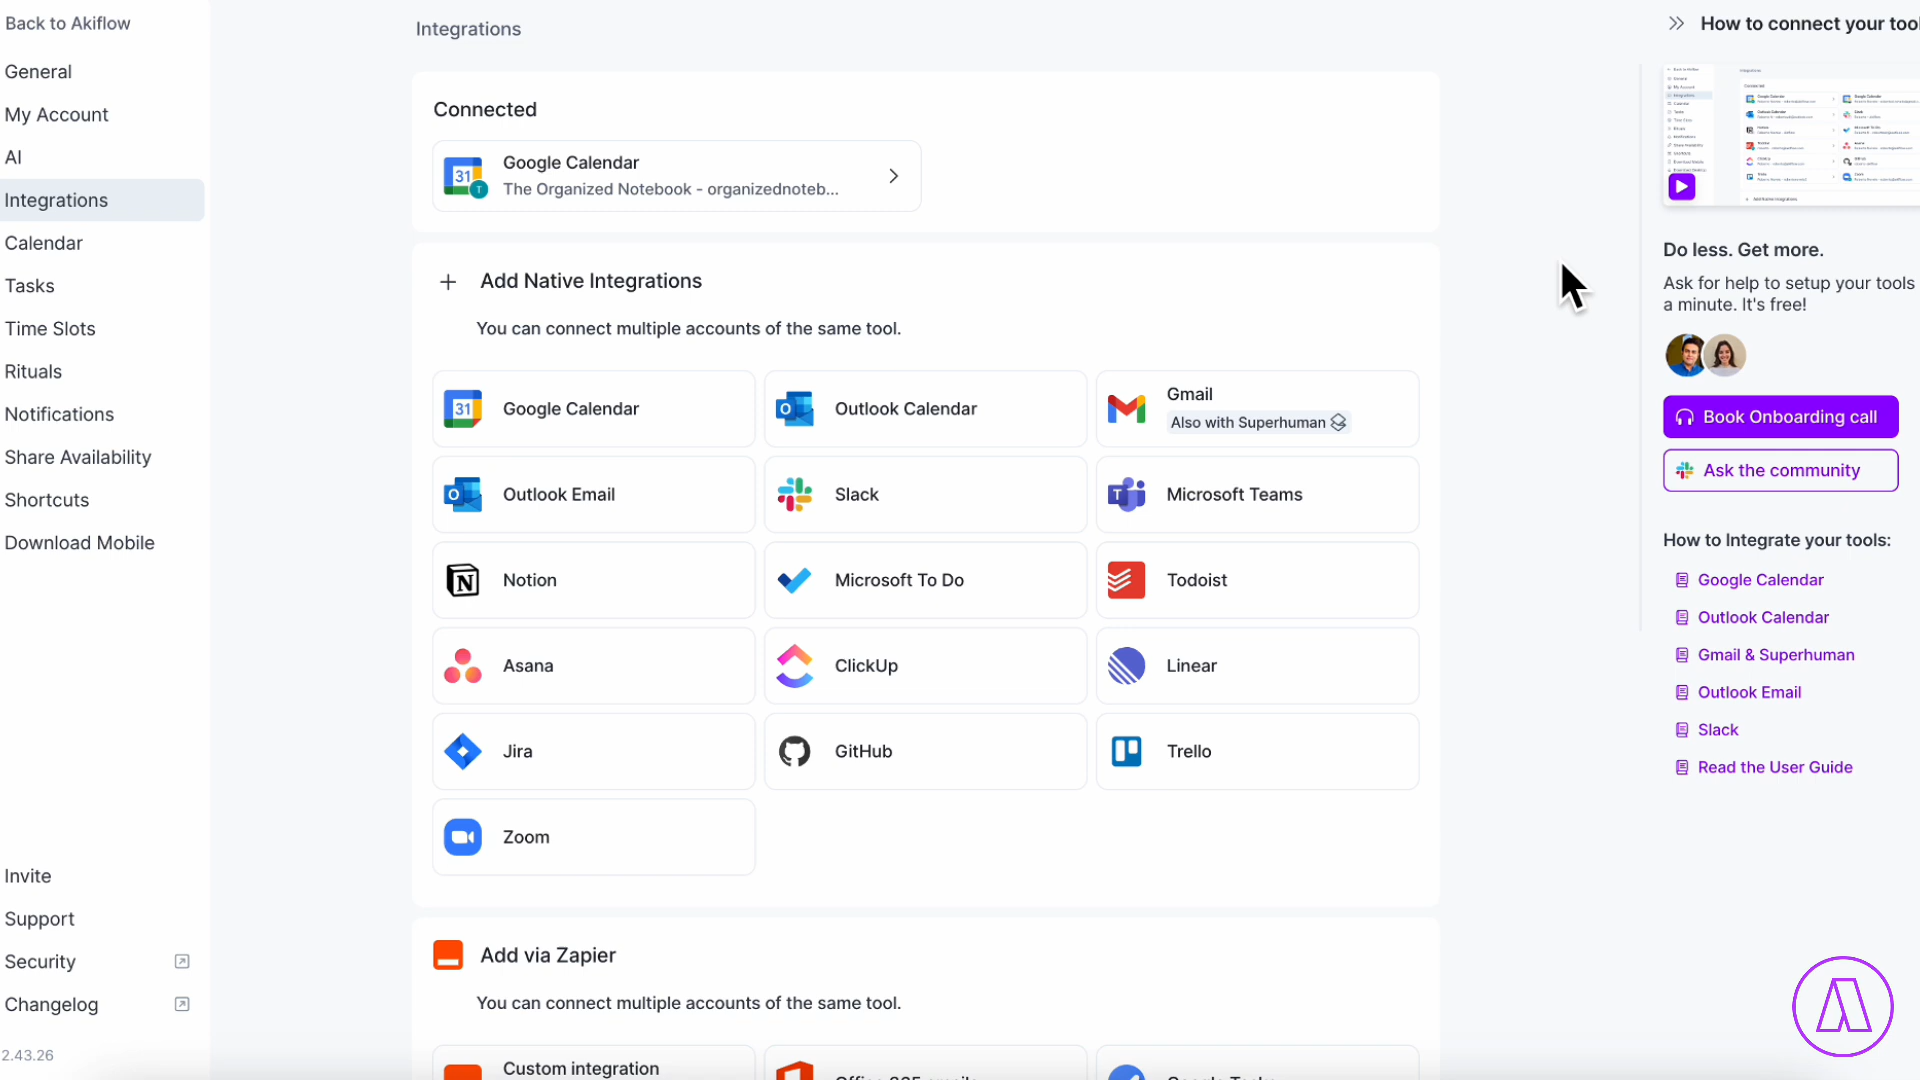 Back to Akiflow
General
My Account
AI
Integrations
Calendar
Tasks
Time Slots
Rituals
Notifications
Share Availability
Shortcuts
Download Mobile
Invite
Support
Security
Changelog
2.43.26
Integrations
Connected
Google Calendar
The Organized Notebook - organizednoteb...
Add Native Integrations
You can connect multiple accounts of the same tool.
Google Calendar
Outlook Calendar
Gmail
Also with Superhuman
Outlook Email
Slack
Microsoft Teams
Notion
Microsoft To Do
Todoist
Asana
ClickUp
Linear
Jira
GitHub
Trello
Zoom
Add via Zapier
You can connect multiple accounts of the same tool.
Custom integration
How to connect your tool
Do less. Get more.
Ask for help to setup your tools
a minute. It's free!
Book Onboarding call
Ask the community
How to Integrate your tools:
Google Calendar
Outlook Calendar
Gmail & Superhuman
Outlook Email
Slack
Read the User Guide